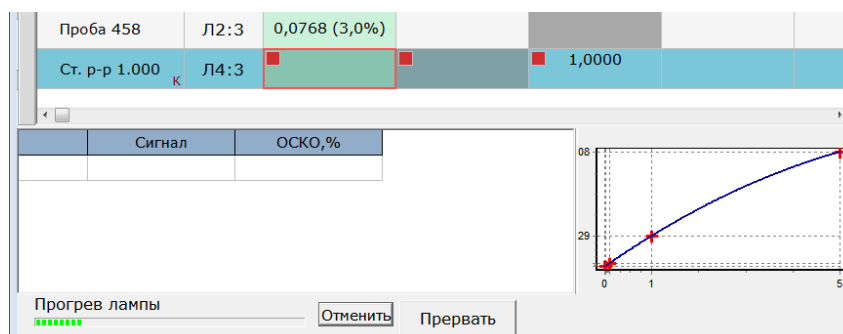 Проба 458 Л2:3 0,0768 (3,0%)
Ст. р-р 1.000 К Л4:3 1,0000
Сигнал ОСКО,%
08
29
0 1 5
Прогрев лампы Отменить Прервать